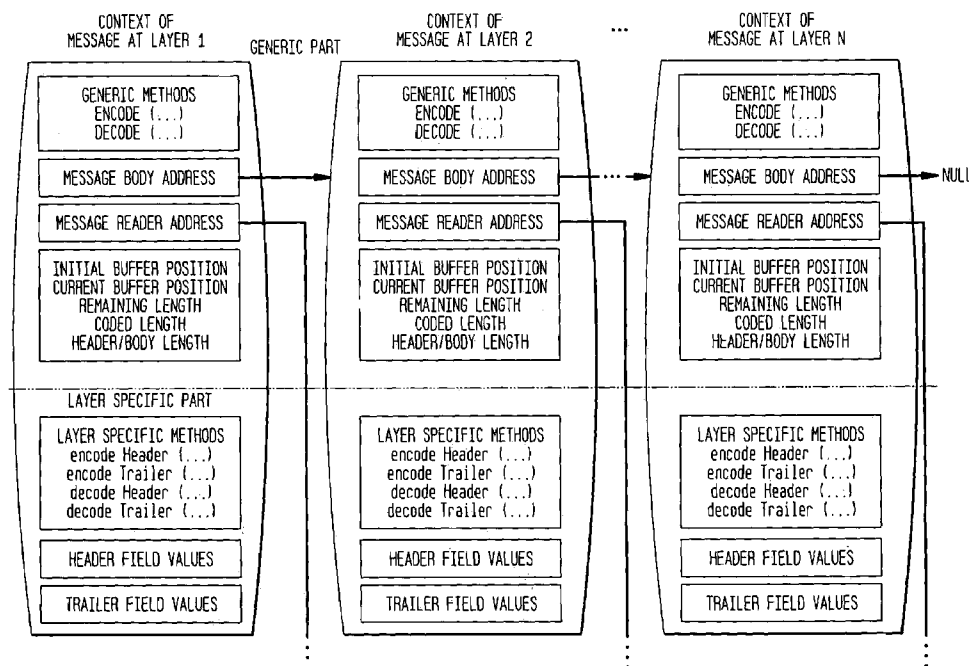 CONTEXT OF
MESSAGE AT LAYER 1
GENERIC PART
CONTEXT OF
MESSAGE AT LAYER 2
...
CONTEXT OF
MESSAGE AT LAYER N
GENERIC METHODS
ENCODE (...)
DECODE (...)
MESSAGE BODY ADDRESS
MESSAGE READER ADDRESS
INITIAL BUFFER POSITION
CURRENT BUFFER POSITION
REMAINING LENGTH
CODED LENGTH
HEADER/BODY LENGTH
GENERIC METHODS
ENCODE (...)
DECODE (...)
MESSAGE BODY ADDRESS
...
MESSAGE READER ADDRESS
INITIAL BUFFER POSITION
CURRENT BUFFER POSITION
REMAINING LENGTH
CODED LENGTH
HEADER/BODY LENGTH
GENERIC METHODS
ENCODE (...)
DECODE (...)
MESSAGE BODY ADDRESS
NULL
MESSAGE READER ADDRESS
INITIAL BUFFER POSITION
CURRENT BUFFER POSITION
REMAINING LENGTH
CODED LENGTH
HEADER/BODY LENGTH
LAYER SPECIFIC PART
LAYER SPECIFIC METHODS
encode Header (...)
encode Trailer (...)
decode Header (...)
decode Trailer (...)
HEADER FIELD VALUES
TRAILER FIELD VALUES
LAYER SPECIFIC METHODS
encode Header (...)
encode Trailer (...)
decode Header (...)
decode Trailer (...)
HEADER FIELD VALUES
TRAILER FIELD VALUES
LAYER SPECIFIC METHODS
encode Header (...)
encode Trailer (...)
decode Header (...)
decode Trailer (...)
HEADER FIELD VALUES
TRAILER FIELD VALUES